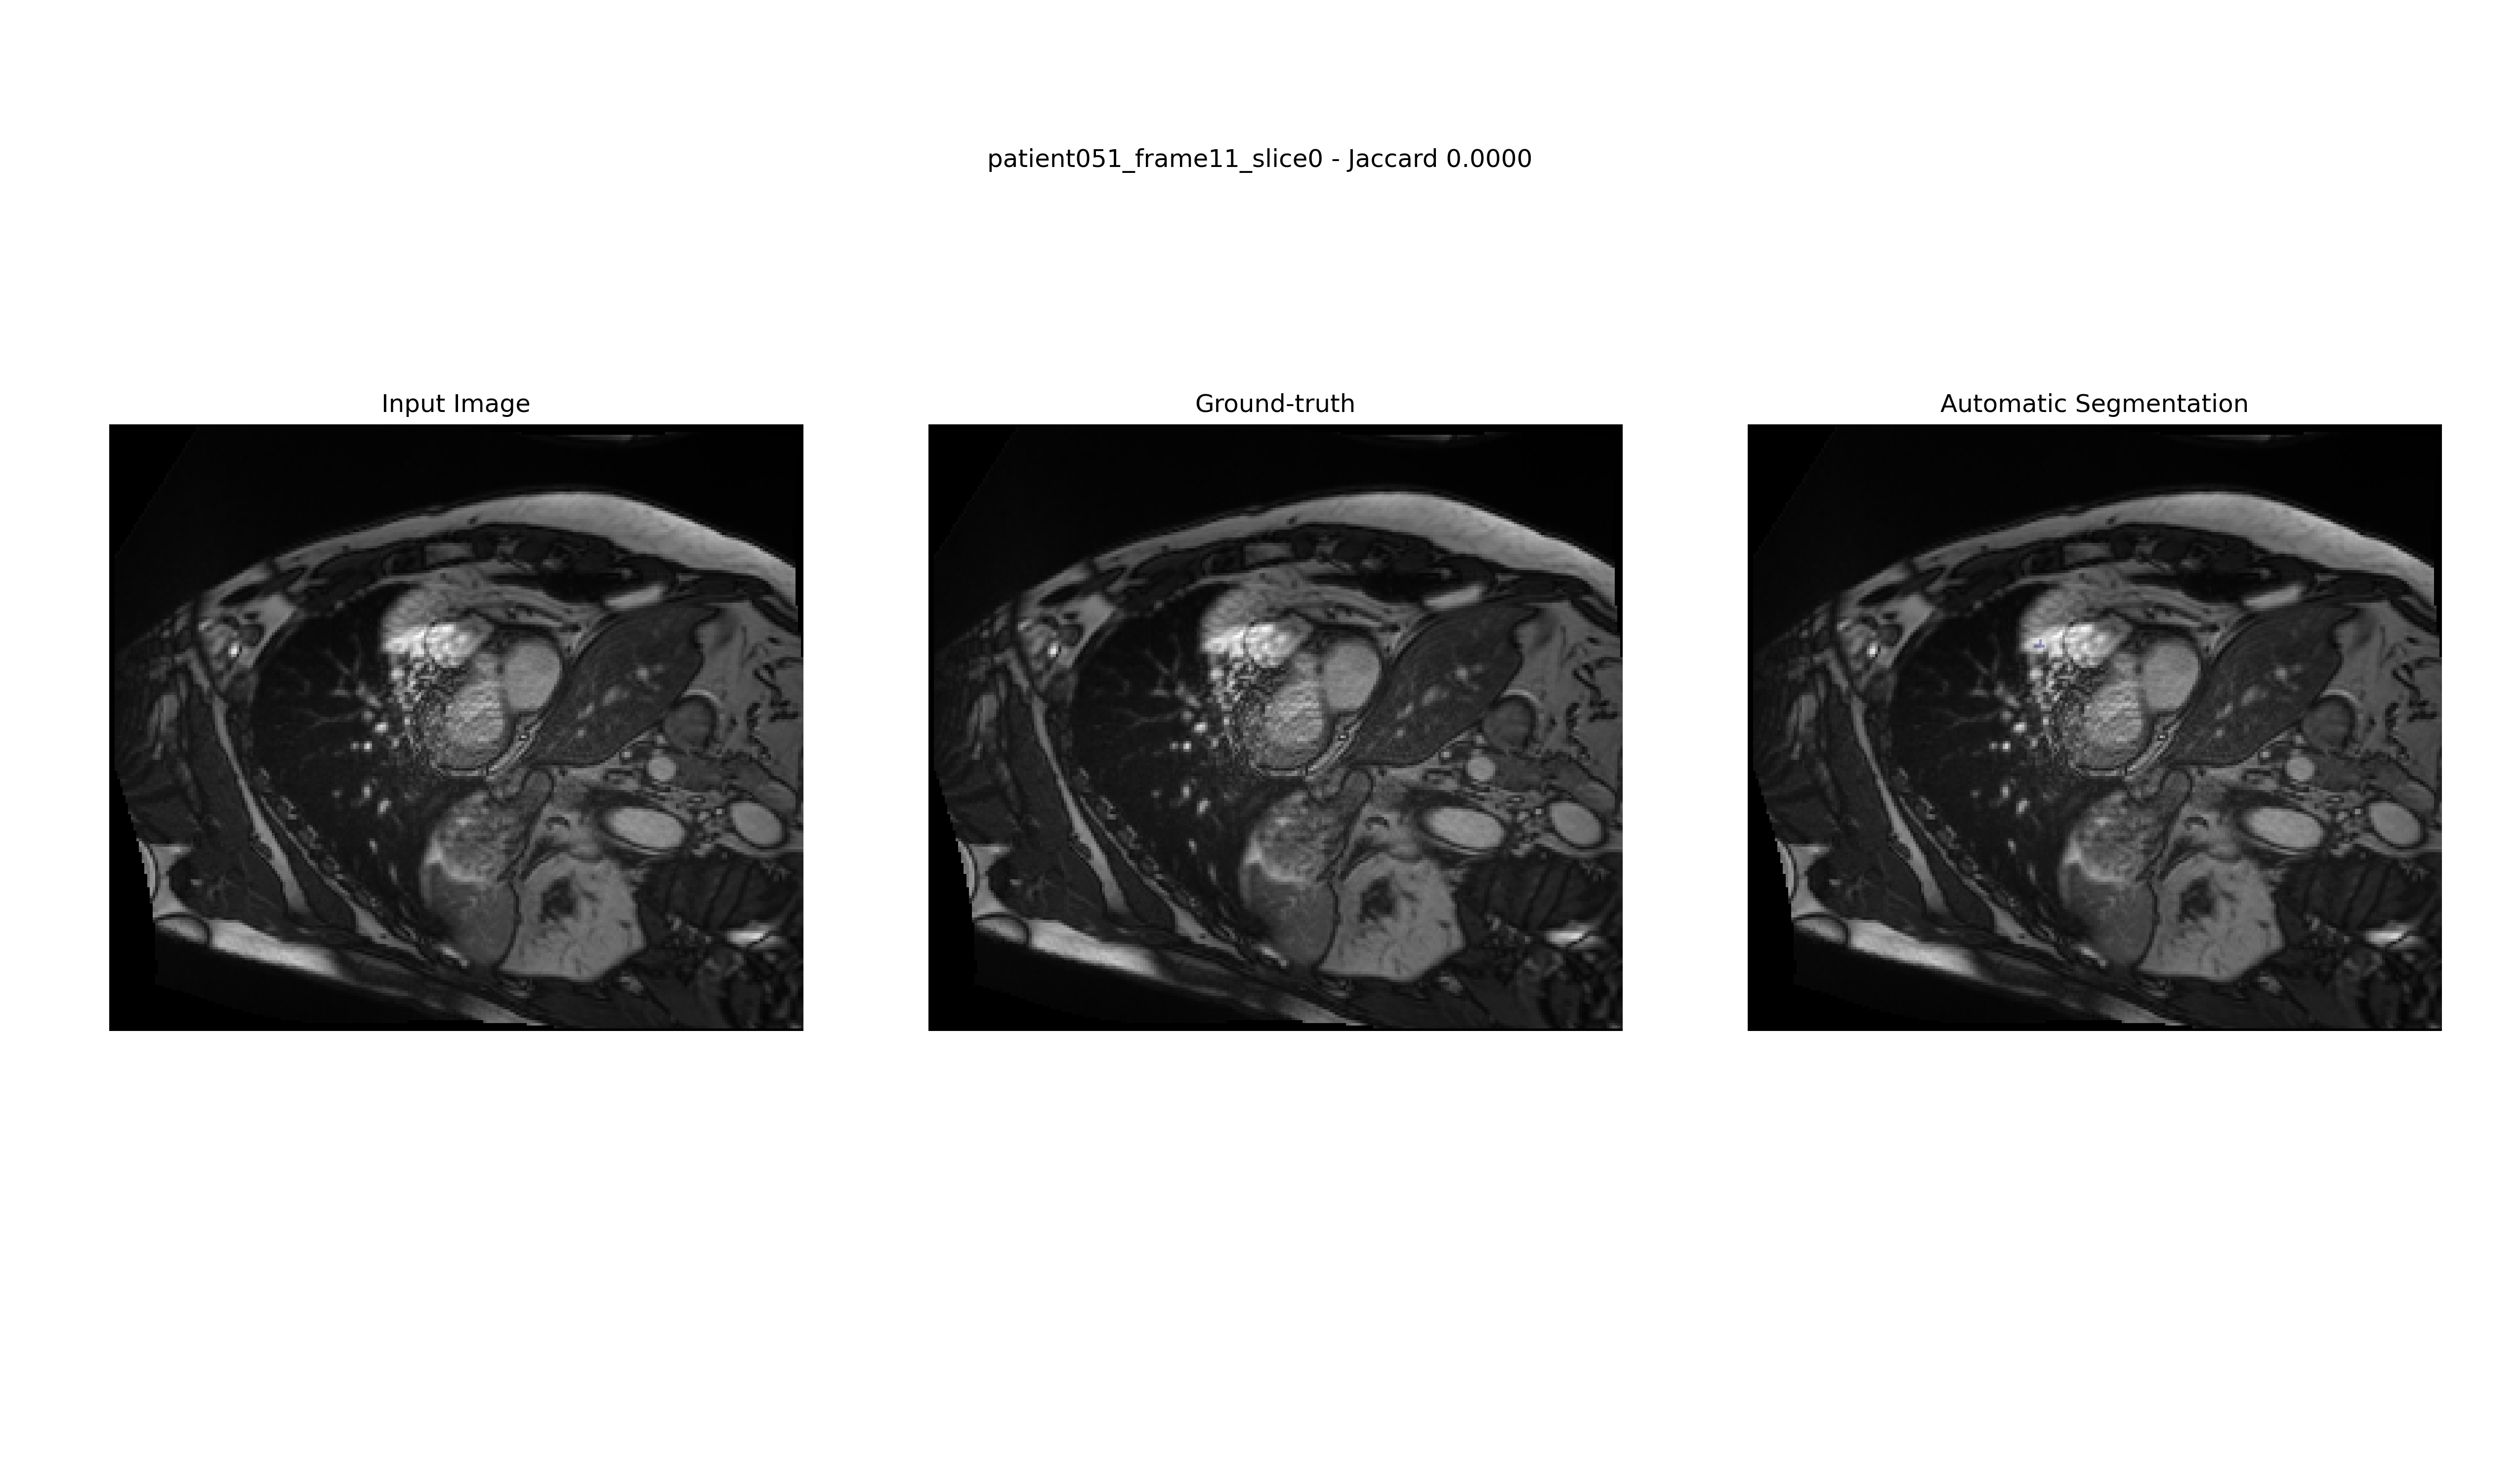 patient051_frame11_slice0 - Jaccard 0.0000
Input Image
Ground-truth
Automatic Segmentation